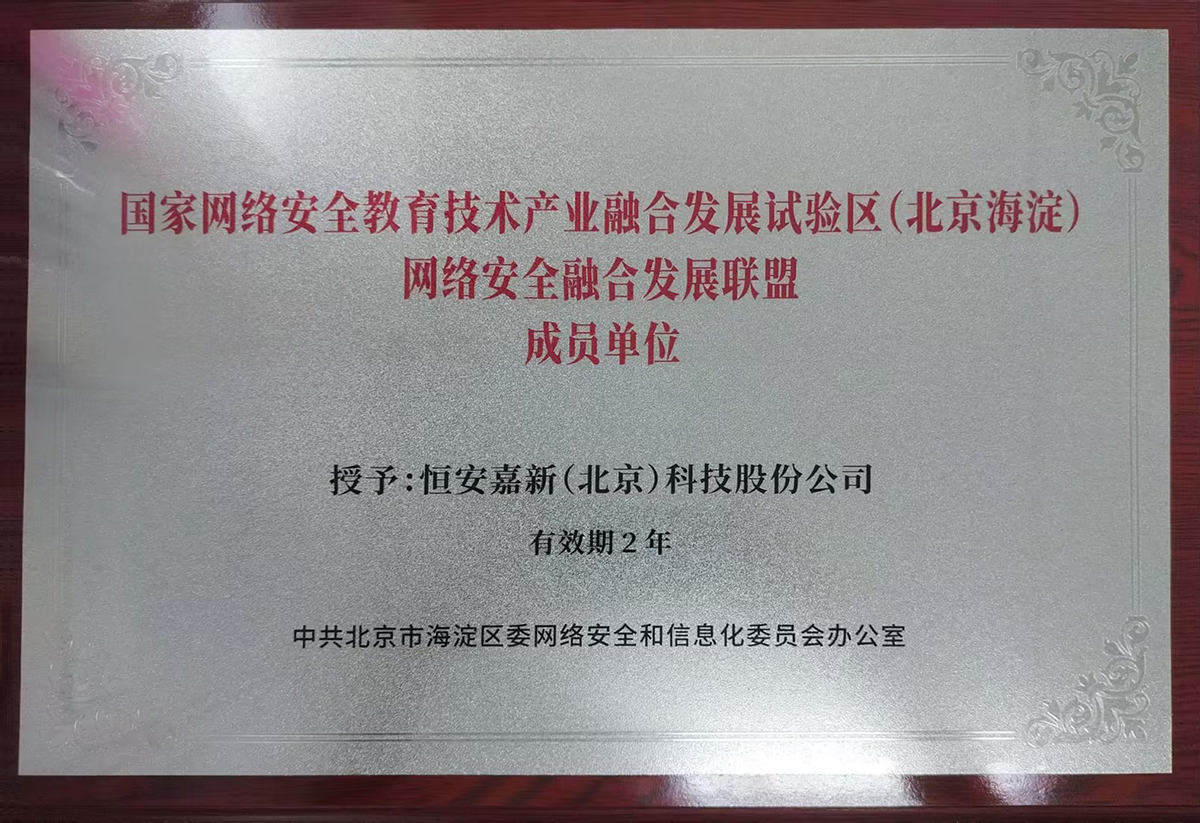 国家网络安全教育技术产业融合发展试验区(北京海淀)
网络安全融合发展联盟
成员单位
授予:恒安嘉新(北京)科技股份公司
有效期2年
中共北京市海淀区委网络安全和信息化委员会办公室